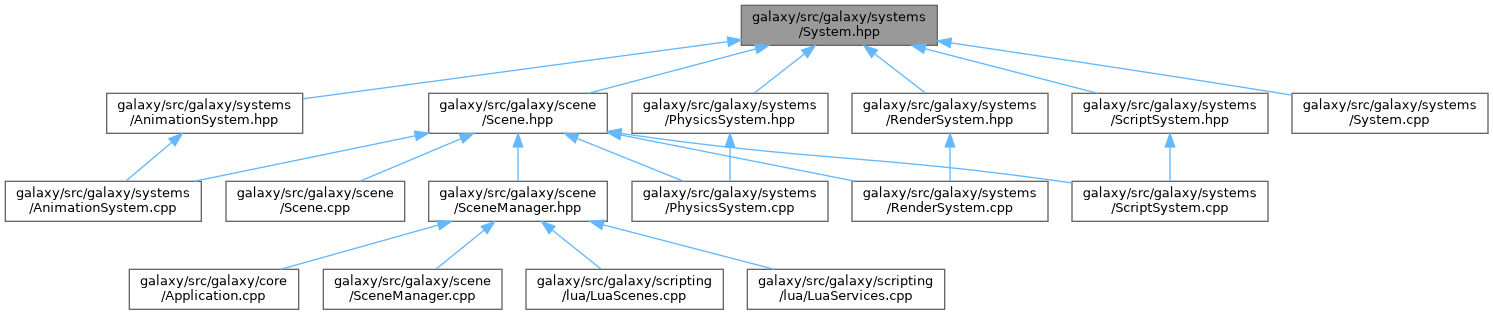 galaxy/src/galaxy/systems
/System.hpp
galaxy/src/galaxy/systems
/AnimationSystem.hpp
galaxy/src/galaxy/scene
/Scene.hpp
galaxy/src/galaxy/systems
/PhysicsSystem.hpp
galaxy/src/galaxy/systems
/RenderSystem.hpp
galaxy/src/galaxy/systems
/ScriptSystem.hpp
galaxy/src/galaxy/systems
/System.cpp
galaxy/src/galaxy/systems
/AnimationSystem.cpp
galaxy/src/galaxy/scene
/Scene.cpp
galaxy/src/galaxy/scene
/SceneManager.hpp
galaxy/src/galaxy/systems
/PhysicsSystem.cpp
galaxy/src/galaxy/systems
/RenderSystem.cpp
galaxy/src/galaxy/systems
/ScriptSystem.cpp
galaxy/src/galaxy/core
/Application.cpp
galaxy/src/galaxy/scene
/SceneManager.cpp
galaxy/src/galaxy/scripting
/lua/LuaScenes.cpp
galaxy/src/galaxy/scripting
/lua/LuaServices.cpp